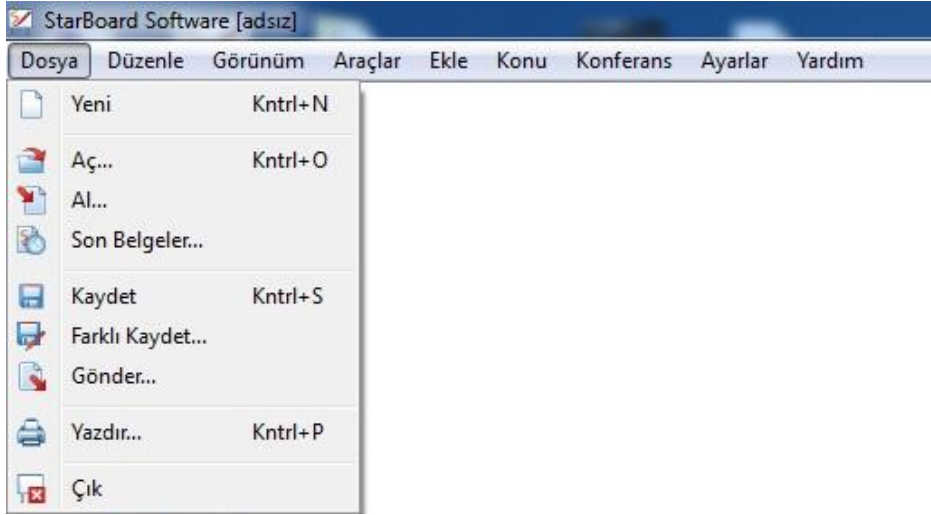 StarBoard Software [adsız]
Dosya Düzenle Görünüm Araçlar Ekle Konu Konferans Ayarlar Yardım
Yeni Kntrl+N
Aç... Kntrl+O
Al...
Son Belgeler...
Kaydet Kntrl+S
Farklı Kaydet...
Gönder...
Yazdır... Kntrl+P
Çık